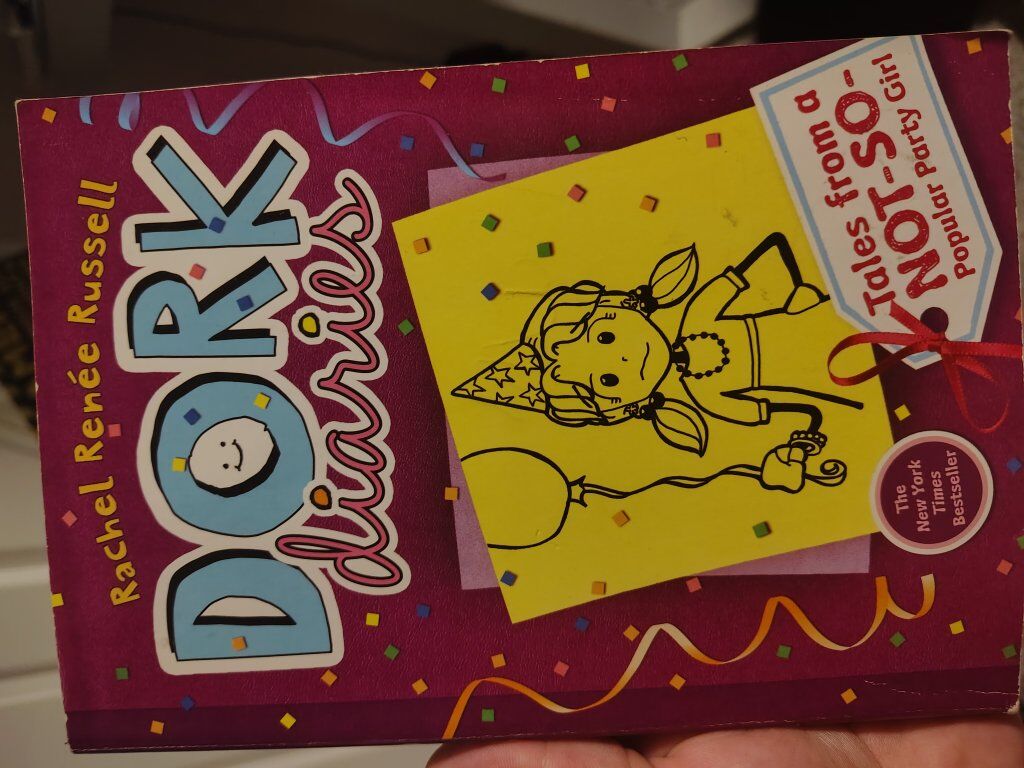 Rachel Renée Russell
DORK
diaries
Tales from a
NOT-SO-
Popular Party Girl
The
New York
Times
Bestseller